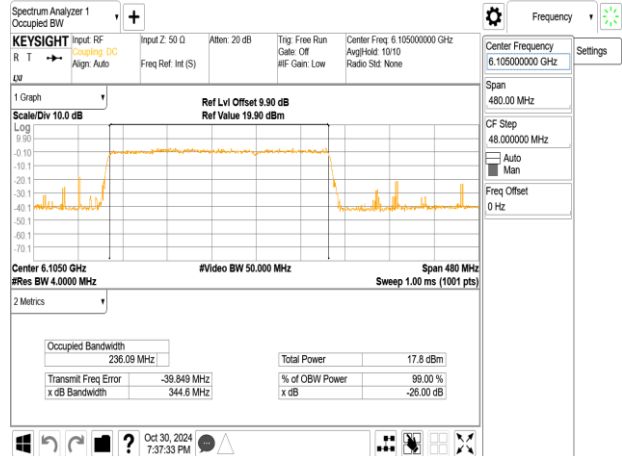 Spectrum Analyzer 1
Occupied BW
Frequency
KEYSIGHT
R T
LXI
Input: RF
Coupling: DC
Align: Auto
Input Z: 50 Ω
Freq Ref: Int (S)
Atten: 20 dB
Trig: Free Run
Gate: Off
#IF Gain: Low
Center Freq: 6.105000000 GHz
Avg|Hold: 10/10
Radio Std: None
Center Frequency
6.105000000 GHz
Settings
Span
480.00 MHz
CF Step
48.000000 MHz
Auto
Man
Freq Offset
0 Hz
1 Graph
Scale/Div 10.0 dB
Ref Lvl Offset 9.90 dB
Ref Value 19.90 dBm
Log
9.90
-0.10
-10.1
-20.1
-30.1
-40.1
-50.1
-60.1
-70.1
Center 6.1050 GHz
#Video BW 50.000 MHz
Span 480 MHz
#Res BW 4.0000 MHz
Sweep 1.00 ms (1001 pts)
2 Metrics
Occupied Bandwidth
236.09 MHz
Total Power 17.8 dBm
Transmit Freq Error -39.849 MHz
% of OBW Power 99.00 %
x dB Bandwidth 344.6 MHz
x dB -26.00 dB
?
Oct 30, 2024
7:37:33 PM